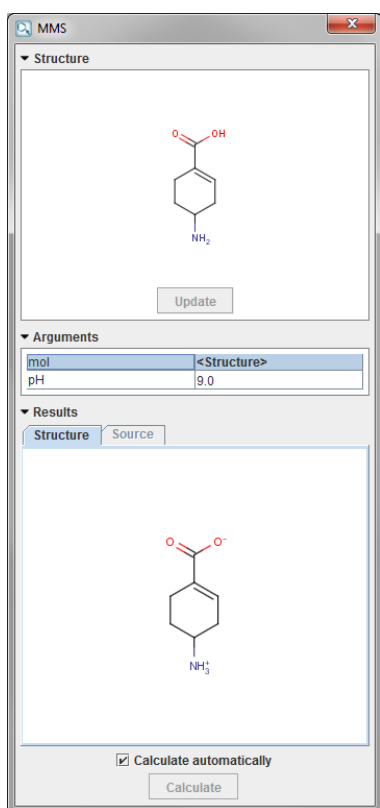 MMS
Structure
O OH
NH2
Update
Arguments
mol <Structure>
pH 9.0
Results
Structure Source
O O-
NH3+
Calculate automatically
Calculate